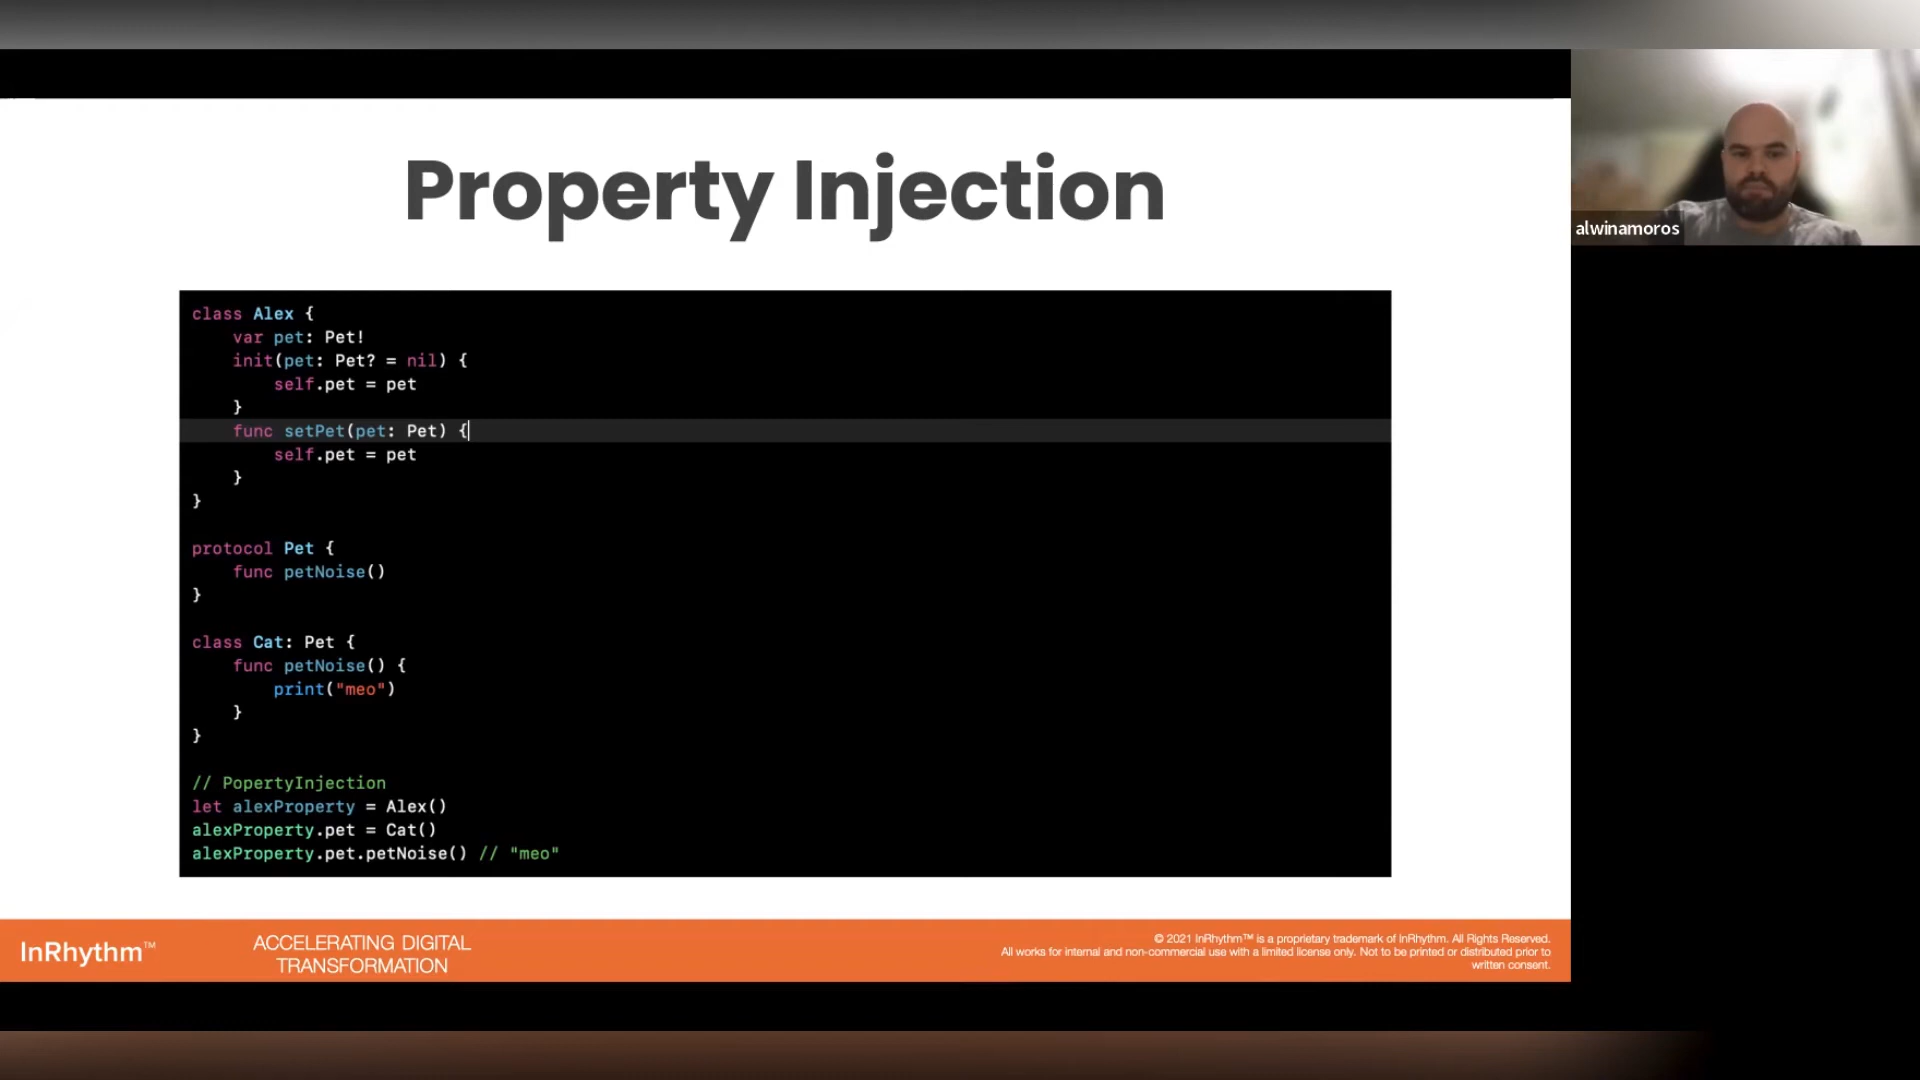 Property Injection
alwinamoros
class Alex {
    var pet: Pet!
    init(pet: Pet? = nil) {
        self.pet = pet
    }
    func setPet(pet: Pet) {
        self.pet = pet
    }
}
protocol Pet {
    func petNoise()
}
class Cat: Pet {
    func petNoise() {
        print("meo")
    }
}
// PopertyInjection
let alexProperty = Alex()
alexProperty.pet = Cat()
alexProperty.pet.petNoise() // "meo"
InRhythm™
ACCELERATING DIGITAL
TRANSFORMATION
© 2021 InRhythm™ is a proprietary trademark of InRhythm. All Rights Reserved.
All works for internal and non-commercial use with a limited license only. Not to be printed or distributed prior to
written consent.